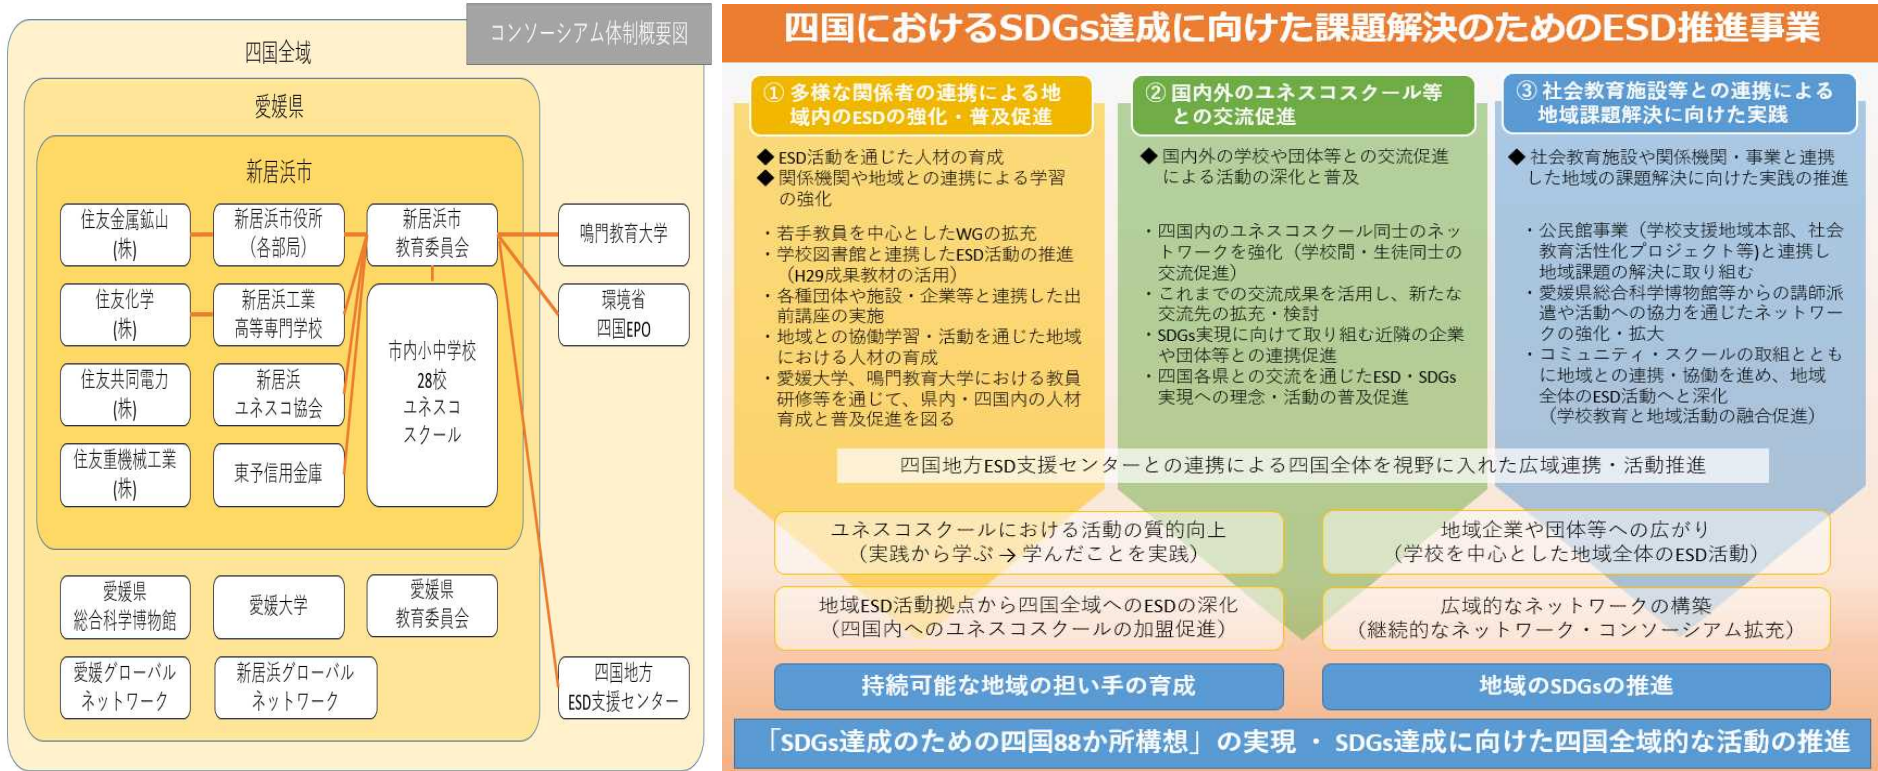 コンソーシアム体制概要図
四国全域
愛媛県
新居浜市
住友金属鉱山
(株)
新居浜市役所
（各部局）
新居浜市
教育委員会
鳴門教育大学
住友化学
(株)
新居浜工業
高等専門学校
市内小中学校
28校
ユネスコ
スクール
環境省
四国EPO
住友共同電力
(株)
新居浜
ユネスコ協会
住友重機械工業
(株)
東予信用金庫
愛媛県
総合科学博物館
愛媛大学
愛媛県
教育委員会
愛媛グローバル
ネットワーク
新居浜グローバル
ネットワーク
四国地方
ESD支援センター
四国におけるSDGs達成に向けた課題解決のためのESD推進事業
① 多様な関係者の連携による地
域内のESDの強化・普及促進
◆ ESD活動を通じた人材の育成
◆ 関係機関や地域との連携による学習
の強化
・若手教員を中心としたWGの拡充
・学校図書館と連携したESD活動の推進
（H29成果教材の活用）
・各種団体や施設・企業等と連携した出
前講座の実施
・地域との協働学習・活動を通じた地域
における人材の育成
・愛媛大学、鳴門教育大学における教員
研修等を通じて、県内・四国内の人材
育成と普及促進を図る
② 国内外のユネスコスクール等
との交流促進
◆ 国内外の学校や団体等との交流促進
による活動の深化と普及
・四国内のユネスコスクール同士のネッ
トワークを強化（学校間・生徒同士の
交流促進）
・これまでの交流成果を活用し、新たな
交流先の拡充・検討
・SDGs実現に向けて取り組む近隣の企業
や団体等との連携促進
・四国各県との交流を通じたESD・SDGs
実現への理念・活動の普及促進
③ 社会教育施設等との連携による
地域課題解決に向けた実践
◆ 社会教育施設や関係機関・事業と連携
した地域の課題解決に向けた実践の推進
・公民館事業（学校支援地域本部、社会
教育活性化プロジェクト等)と連携し
地域課題の解決に取り組む
・愛媛県総合科学博物館等からの講師派
遣や活動への協力を通じたネットワー
クの強化・拡大
・コミュニティ・スクールの取組ととも
に地域との連携・協働を進め、地域
全体のESD活動へと深化
（学校教育と地域活動の融合促進）
四国地方ESD支援センターとの連携による四国全体を視野に入れた広域連携・活動推進
ユネスコスクールにおける活動の質的向上
（実践から学ぶ → 学んだことを実践）
地域企業や団体等への広がり
（学校を中心とした地域全体のESD活動）
地域ESD活動拠点から四国全域へのESDの深化
（四国内へのユネスコスクールの加盟促進）
広域的なネットワークの構築
（継続的なネットワーク・コンソーシアム拡充）
持続可能な地域の担い手の育成
地域のSDGsの推進
「SDGs達成のための四国88か所構想」の実現 ・ SDGs達成に向けた四国全域的な活動の推進